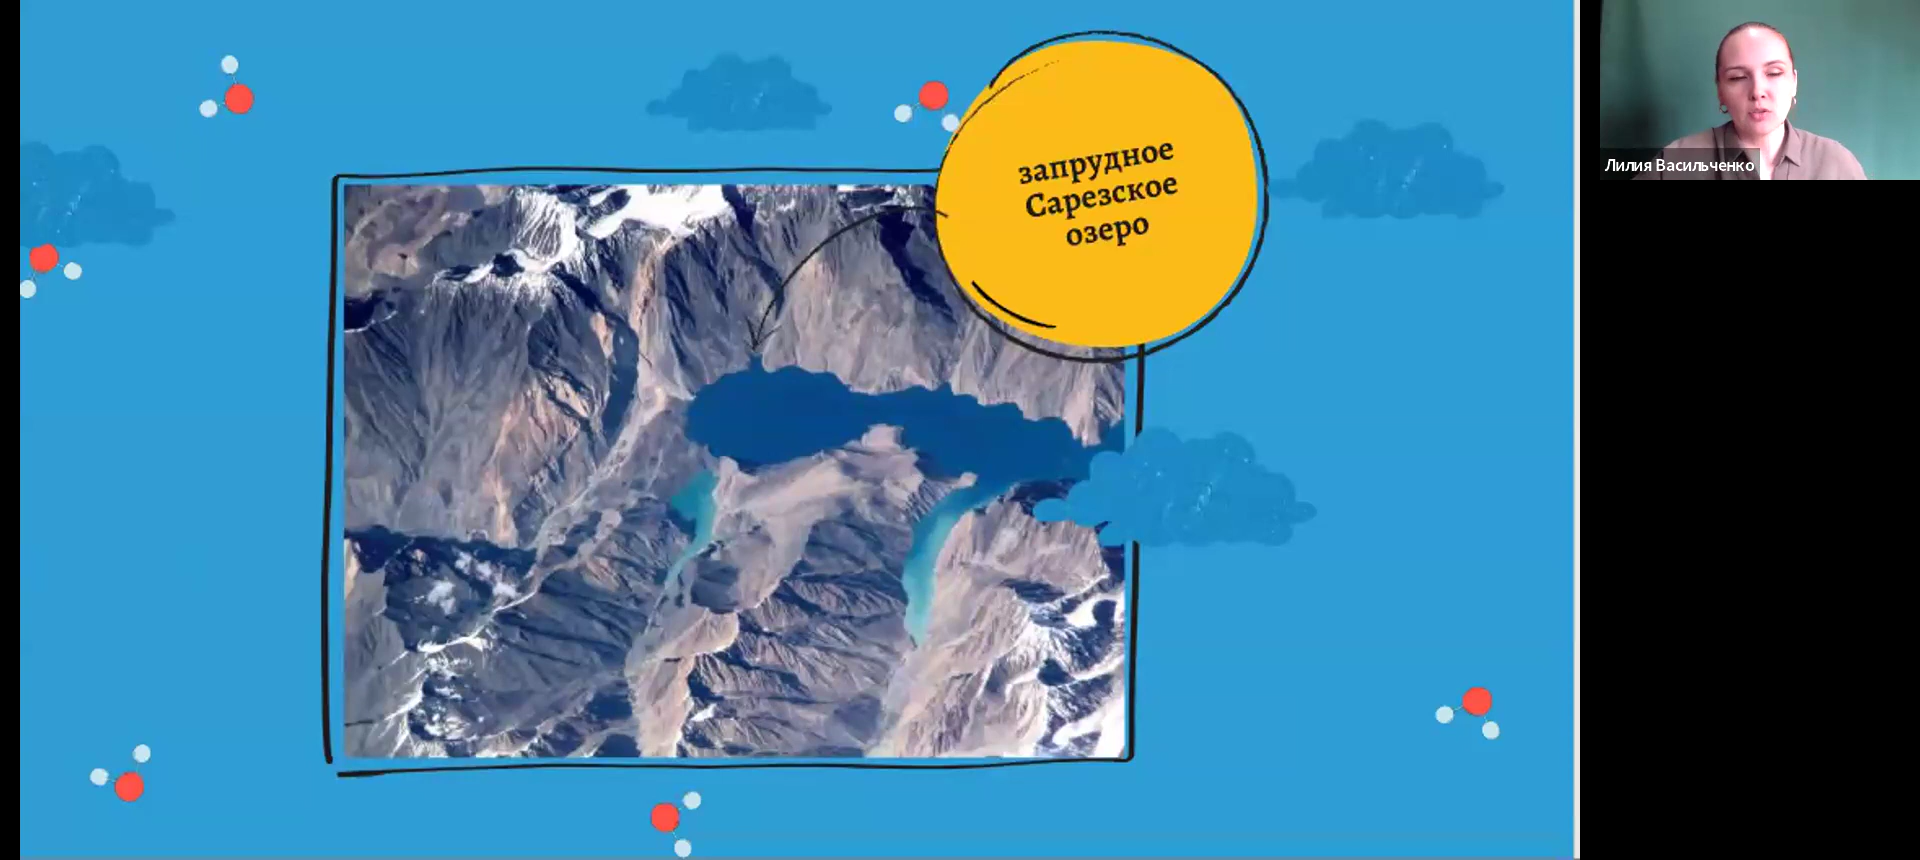 запрудное
Сарезское
озеро
Лилия Васильченко